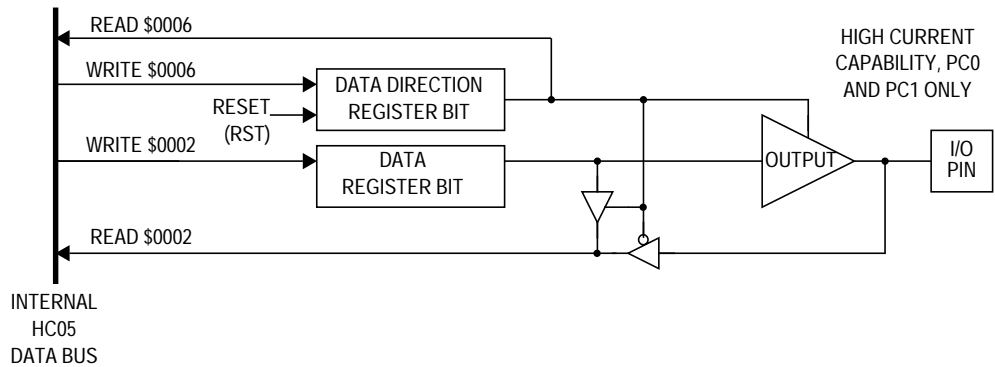 READ $0006
WRITE $0006
RESET
(RST)
DATA DIRECTION
REGISTER BIT
HIGH CURRENT
CAPABILITY, PC0
AND PC1 ONLY
WRITE $0002
DATA
REGISTER BIT
OUTPUT
I/O
PIN
READ $0002
INTERNAL
HC05
DATA BUS